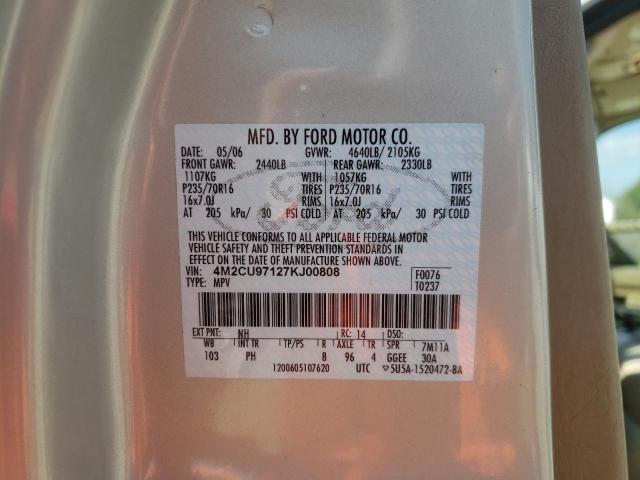 MFD. BY FORD MOTOR CO.
DATE: 05/06 GVWR: 4640LB/ 2105KG
FRONT GAWR: 2440LB REAR GAWR: 2330LB
1107KG WITH 1057KG WITH
P235/70R16 TIRES P235/70R16 TIRES
16x7.0J RIMS 16x7.0J RIMS
AT 205 kPa/ 30 PSI COLD AT 205 kPa/ 30 PSI COLD
THIS VEHICLE CONFORMS TO ALL APPLICABLE FEDERAL MOTOR
VEHICLE SAFETY AND THEFT PREVENTION STANDARDS IN
EFFECT ON THE DATE OF MANUFACTURE SHOWN ABOVE.
VIN: 4M2CU97127KJ00808 F0076
TYPE: MPV T0237
EXT PNT: NH RC: 14 DSO:
WB INT TR TP/PS R AXLE TR SPR 7M11A
103 PH 8 96 4 GGEE 30A
1200605107620 UTC ▽5U5A-1520472-BA